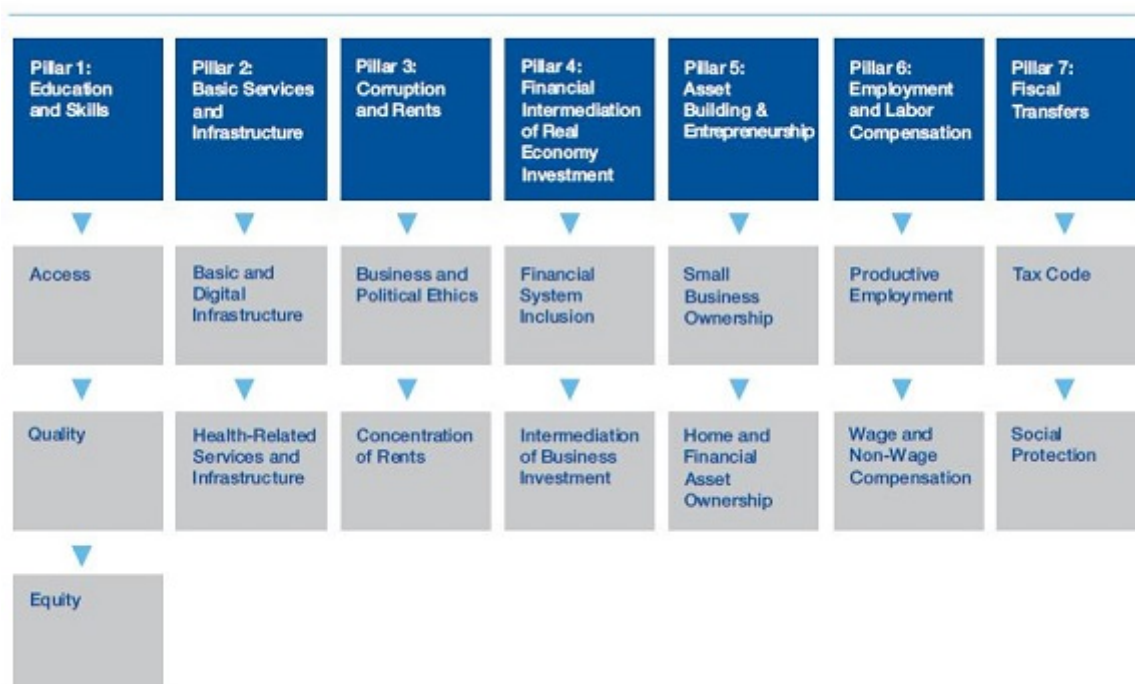 Pillar 1:
Education
and Skills
Pillar 2:
Basic Services
and
Infrastructure
Pillar 3:
Corruption
and Rents
Pillar 4:
Financial
Intermediation
of Real
Economy
Investment
Pillar 5:
Asset
Building &
Entrepreneurship
Pillar 6:
Employment
and Labor
Compensation
Pillar 7:
Fiscal
Transfers
Access
Basic and
Digital
Infrastructure
Business and
Political Ethics
Financial
System
Inclusion
Small
Business
Ownership
Productive
Employment
Tax Code
Quality
Health-Related
Services and
Infrastructure
Concentration
of Rents
Intermediation
of Business
Investment
Home and
Financial
Asset
Ownership
Wage and
Non-Wage
Compensation
Social
Protection
Equity